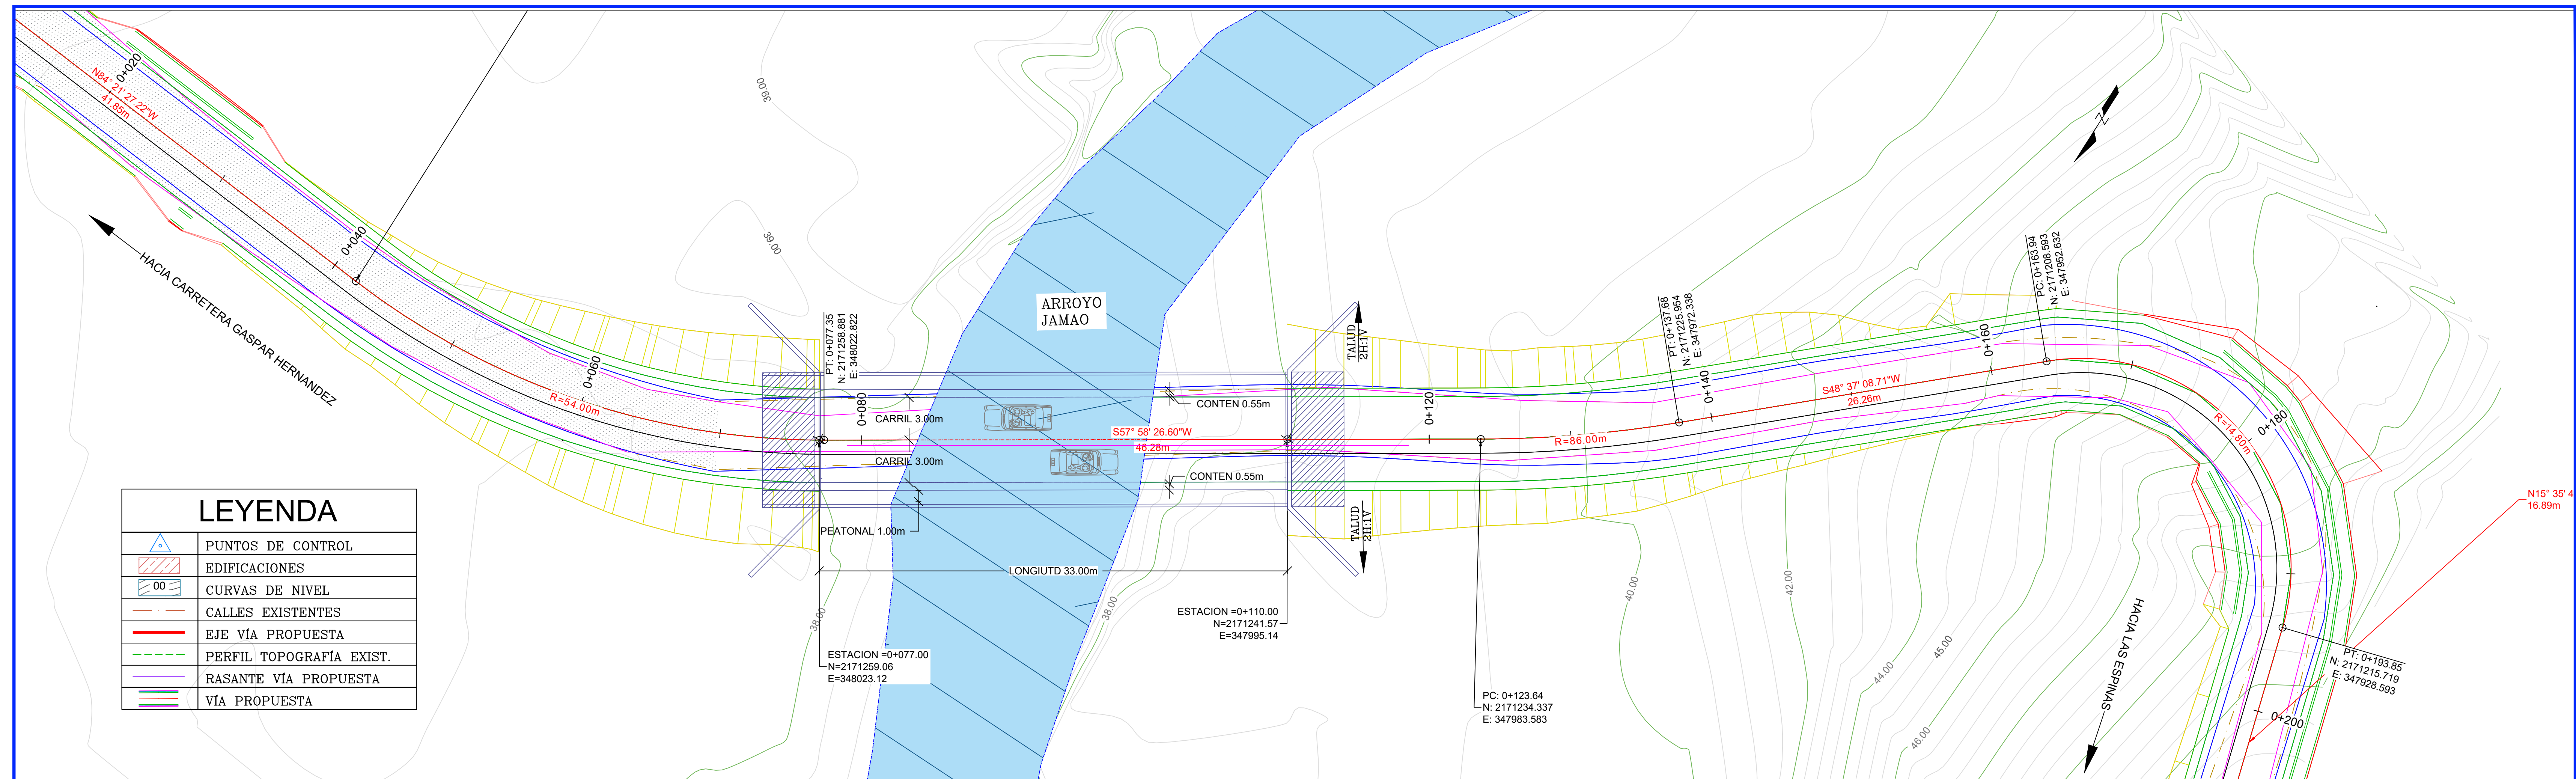 0+020
N84° 21' 27.22"W
41.85m
0+040
HACIA CARRETERA GASPAR HERNANDEZ
39.00
39.00
0+060
R=54.00m
PT: 0+077.35
N: 2171258.881
E: 348022.822
0+080
CARRIL 3.00m
CARRIL 3.00m
PEATONAL 1.00m
ARROYO
JAMAO
CONTEN 0.55m
S57° 58' 26.60"W
46.28m
CONTEN 0.55m
LONGIUTD 33.00m
ESTACION =0+077.00
N=2171259.06
E=348023.12
38.00
38.00
ESTACION =0+110.00
N=2171241.57
E=347995.14
TALUD
2H:1V
TALUD
2H:1V
0+120
PC: 0+123.64
N: 2171234.337
E: 347983.583
R=86.00m
PT: 0+137.68
N: 2171225.954
E: 347972.338
0+140
S48° 37' 08.71"W
26.26m
0+160
PC: 0+163.94
N: 2171208.593
E: 347952.632
N
R=14.80m
0+180
N15° 35' 4
16.89m
PT: 0+193.85
N: 2171215.719
E: 347928.593
0+200
HACIA LAS ESPINAS
40.00
42.00
44.00
45.00
46.00
LEYENDA
PUNTOS DE CONTROL
EDIFICACIONES
00
CURVAS DE NIVEL
CALLES EXISTENTES
EJE VÍA PROPUESTA
PERFIL TOPOGRAFÍA EXIST.
RASANTE VÍA PROPUESTA
VÍA PROPUESTA